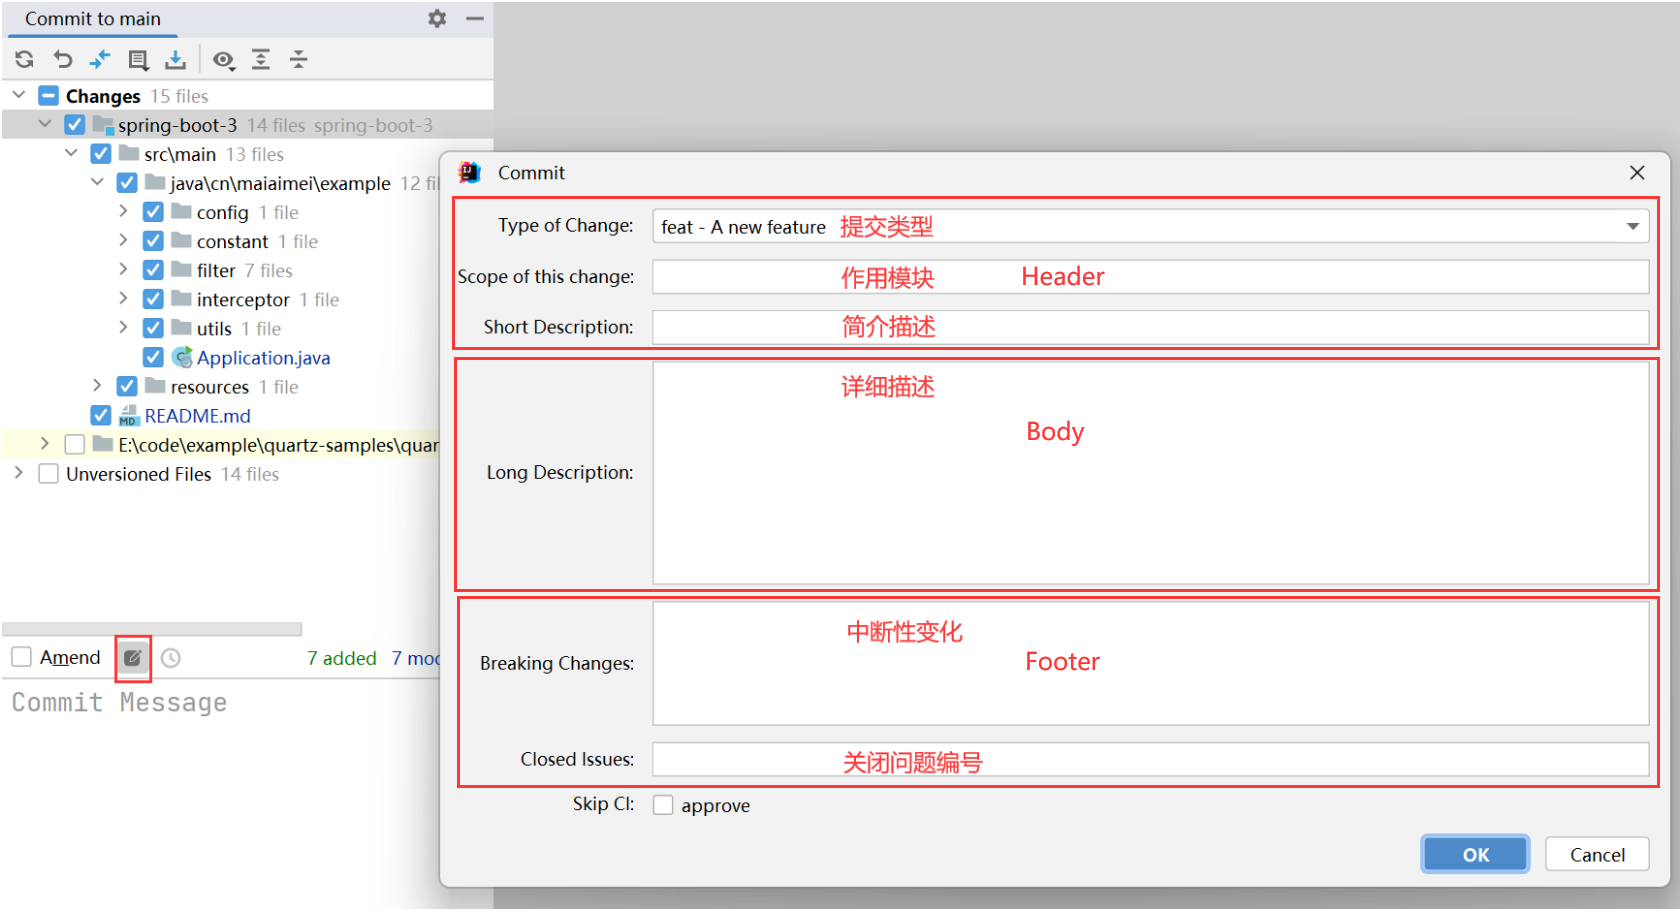 Commit to main
Changes 15 files
spring-boot-3 14 files spring-boot-3
src\main 13 files
java\cn\maiaimei\example 12 fil
config 1 file
constant 1 file
filter 7 files
interceptor 1 file
utils 1 file
Application.java
resources 1 file
MD README.md
E:\code\example\quartz-samples\quar
Unversioned Files 14 files
Amend 7 added 7 mod
Commit Message
Commit
Type of Change: feat - A new feature 提交类型
Scope of this change: 作用模块 Header
Short Description: 简介描述
详细描述
Body
Long Description:
中断性变化
Breaking Changes: Footer
Closed Issues: 关闭问题编号
Skip CI: approve
OK Cancel